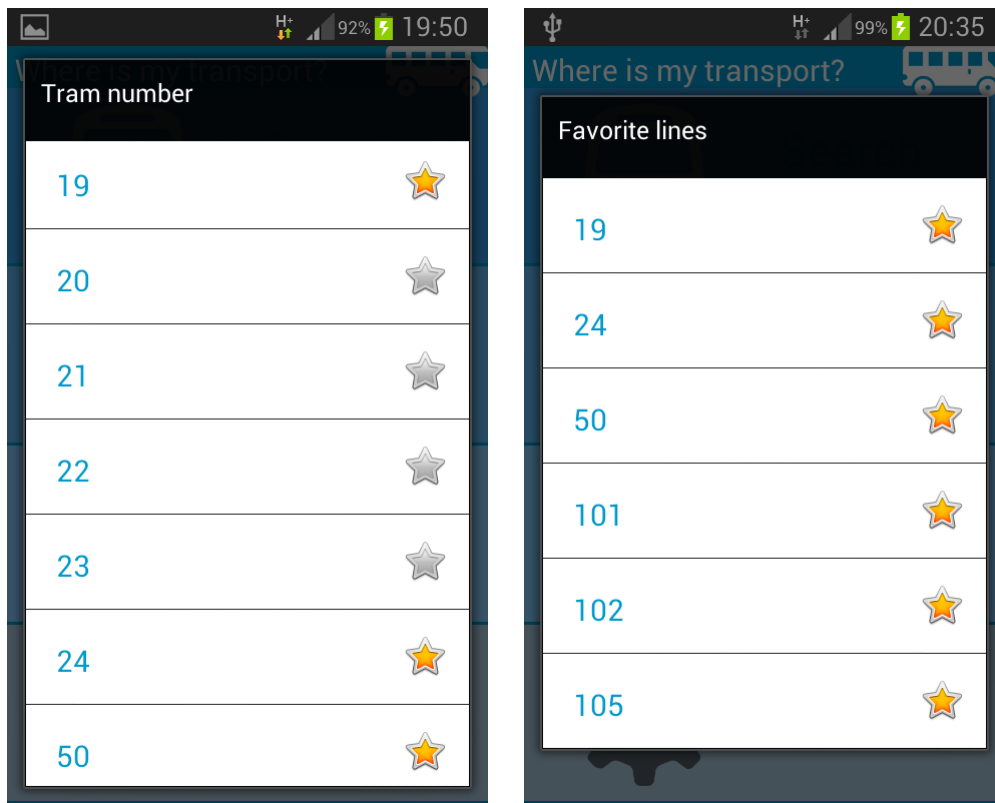 H+ 92% 19:50
Where is my transport?
Tram number
19
20
21
22
23
24
50
H+ 99% 20:35
Where is my transport?
Favorite lines
19
24
50
101
102
105